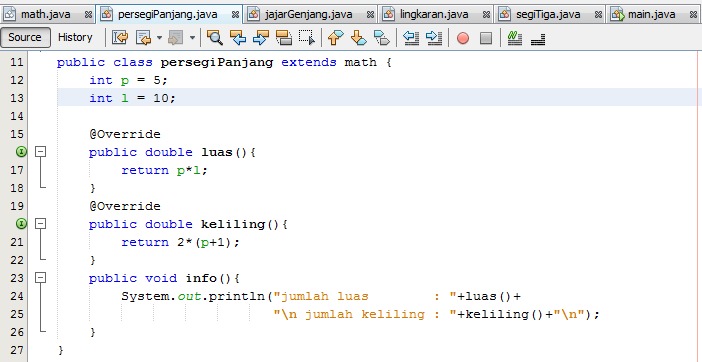 math.java persegiPanjang.java jajarGenjang.java lingkaran.java segiTiga.java main.java
Source History
11 public class persegiPanjang extends math {
12 int p = 5;
13 int l = 10;
14
15 @Override
public double luas(){
17 return p*l;
18 }
19 @Override
public double keliling(){
21 return 2*(p+1);
22 }
23 public void info(){
24 System.out.println("jumlah luas        : "+luas()+
25 "\n jumlah keliling : "+keliling()+"\n");
26 }
27 }